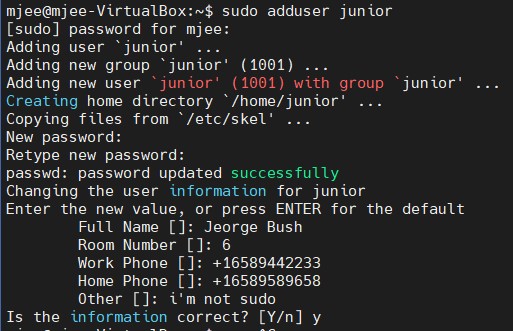 mjee@mjee-VirtualBox:~$ sudo adduser junior
[sudo] password for mjee:
Adding user `junior' ...
Adding new group `junior' (1001) ...
Adding new user `junior' (1001) with group `junior' ...
Creating home directory `/home/junior' ...
Copying files from `/etc/skel' ...
New password:
Retype new password:
passwd: password updated successfully
Changing the user information for junior
Enter the new value, or press ENTER for the default
Full Name []: Jeorge Bush
Room Number []: 6
Work Phone []: +16589442233
Home Phone []: +16589589658
Other []: i'm not sudo
Is the information correct? [Y/n] y